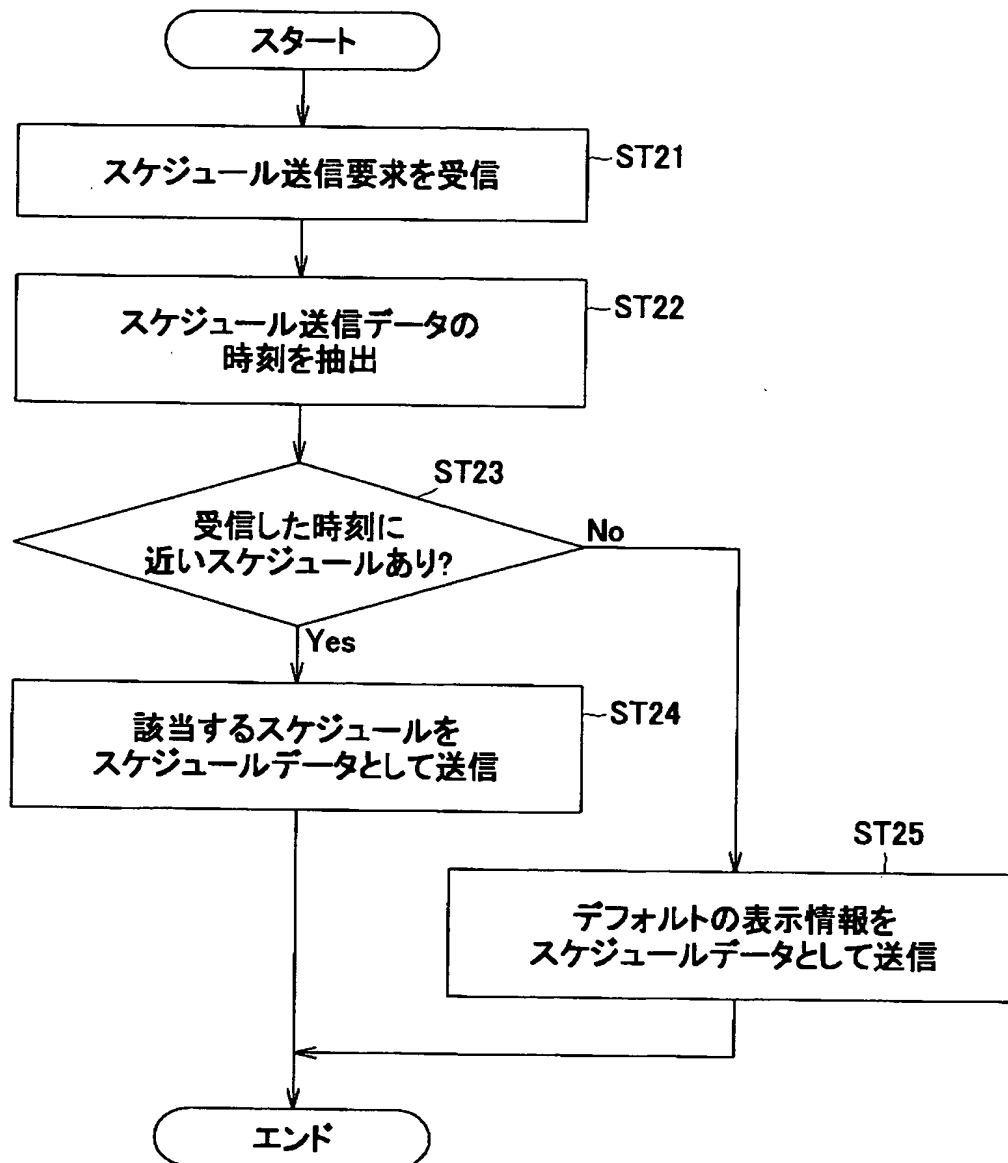 スタート
スケジュール送信要求を受信
ST21
スケジュール送信データの
時刻を抽出
ST22
ST23
受信した時刻に
近いスケジュールあり?
No
Yes
該当するスケジュールを
スケジュールデータとして送信
ST24
ST25
デフォルトの表示情報を
スケジュールデータとして送信
エンド